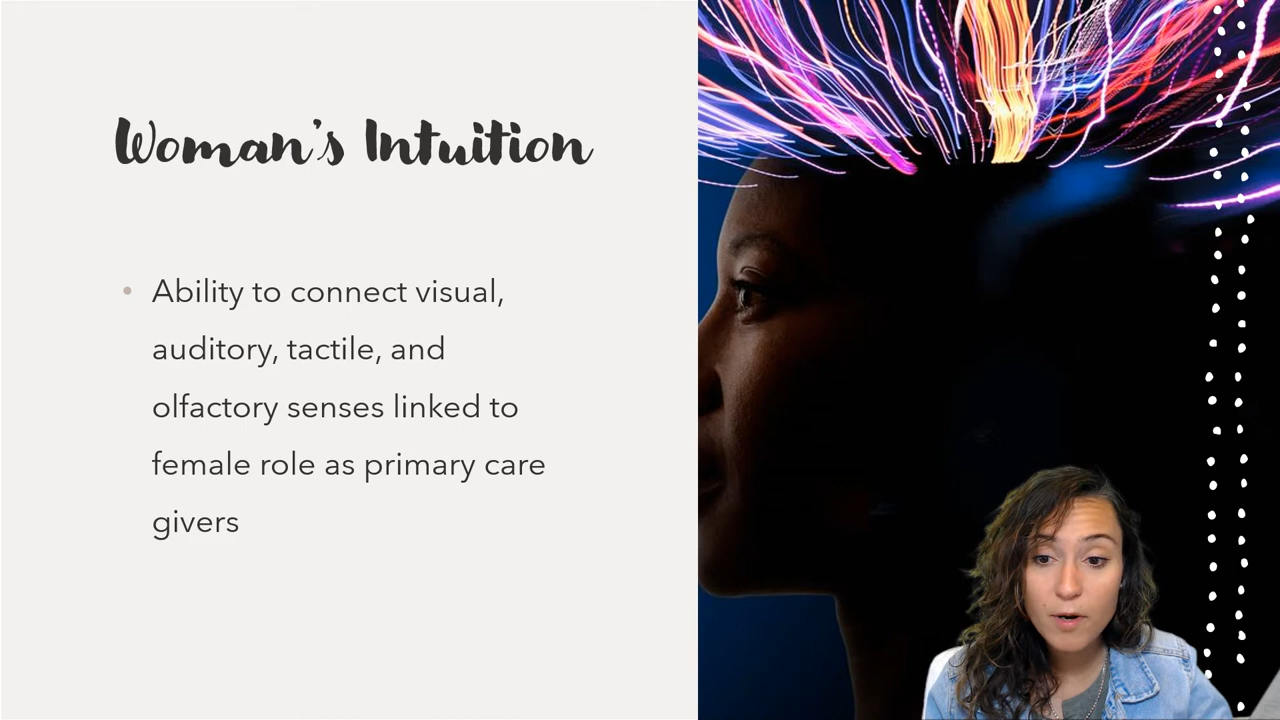 Woman's Intuition
• Ability to connect visual,
auditory, tactile, and
olfactory senses linked to
female role as primary care
givers